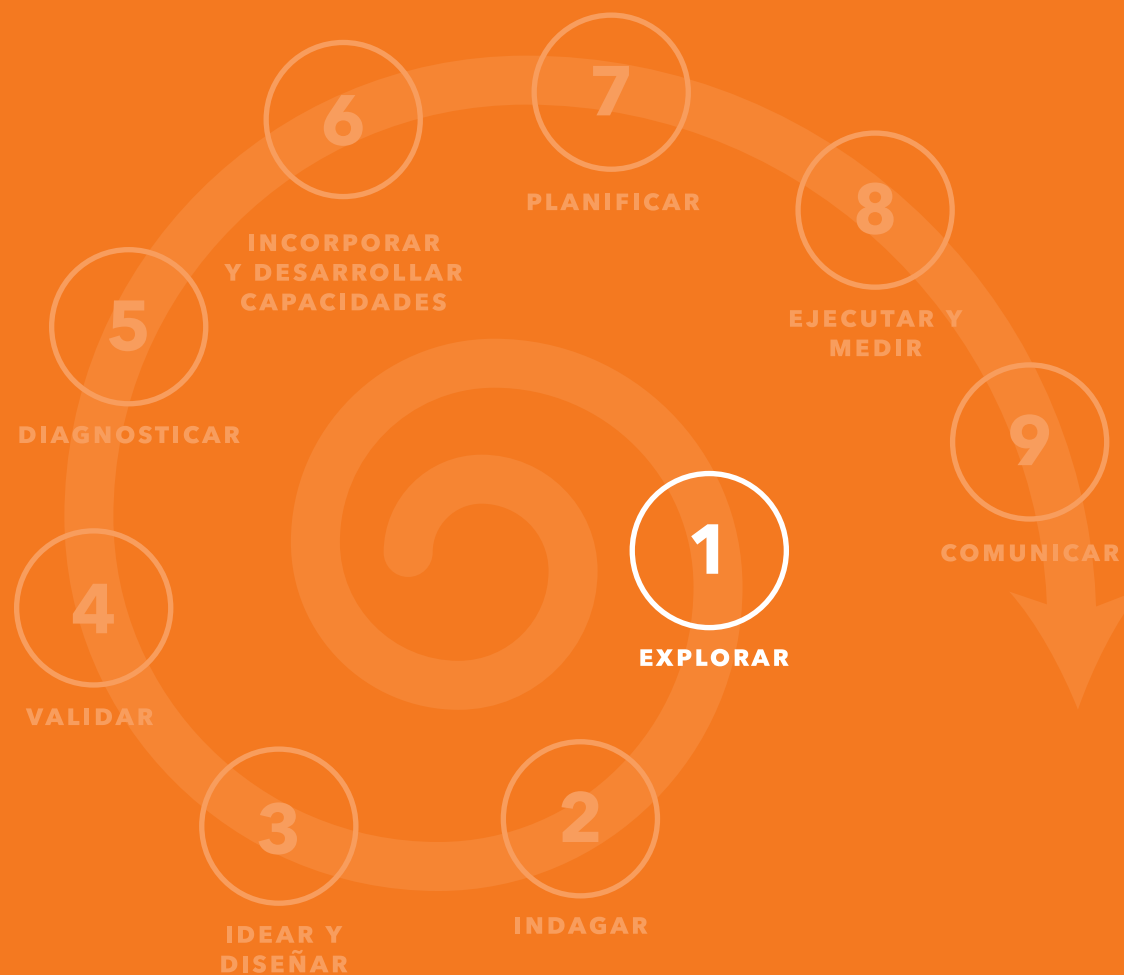 1
EXPLORAR
2
INDAGAR
3
IDEAR Y
DISEÑAR
4
VALIDAR
5
DIAGNOSTICAR
6
INCORPORAR
Y DESARROLLAR
CAPACIDADES
7
PLANIFICAR
8
EJECUTAR Y
MEDIR
9
COMUNICAR